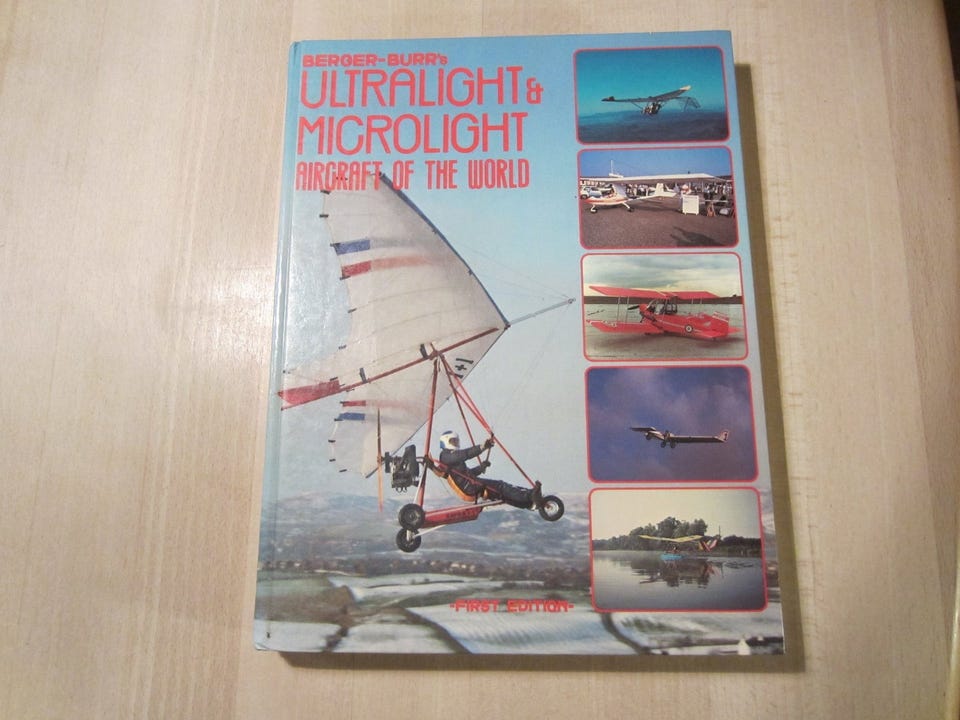 BERGER-BURR's
ULTRALIGHT &
MICROLIGHT
AIRCRAFT OF THE WORLD
-FIRST EDITION-